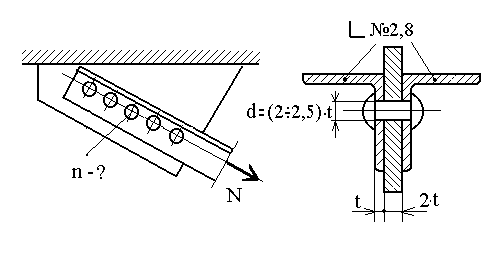 ∟ №2,8
d=(2÷2,5)·t
n-?
N
t
2·t